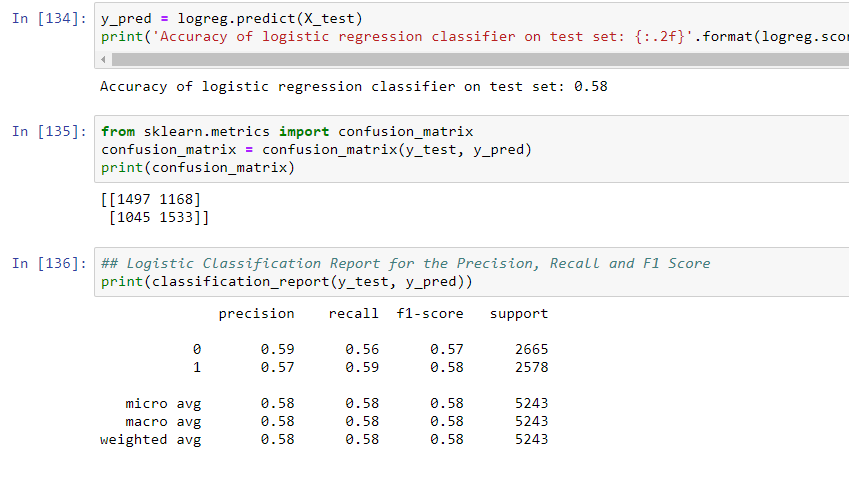 In [134]: y_pred = logreg.predict(X_test)
print('Accuracy of logistic regression classifier on test set: {:.2f}'.format(logreg.scor
Accuracy of logistic regression classifier on test set: 0.58
In [135]: from sklearn.metrics import confusion_matrix
confusion_matrix = confusion_matrix(y_test, y_pred)
print(confusion_matrix)
[[1497 1168]
 [1045 1533]]
In [136]: ## Logistic Classification Report for the Precision, Recall and F1 Score
print(classification_report(y_test, y_pred))
precision recall f1-score support
0 0.59 0.56 0.57 2665
1 0.57 0.59 0.58 2578
micro avg 0.58 0.58 0.58 5243
macro avg 0.58 0.58 0.58 5243
weighted avg 0.58 0.58 0.58 5243